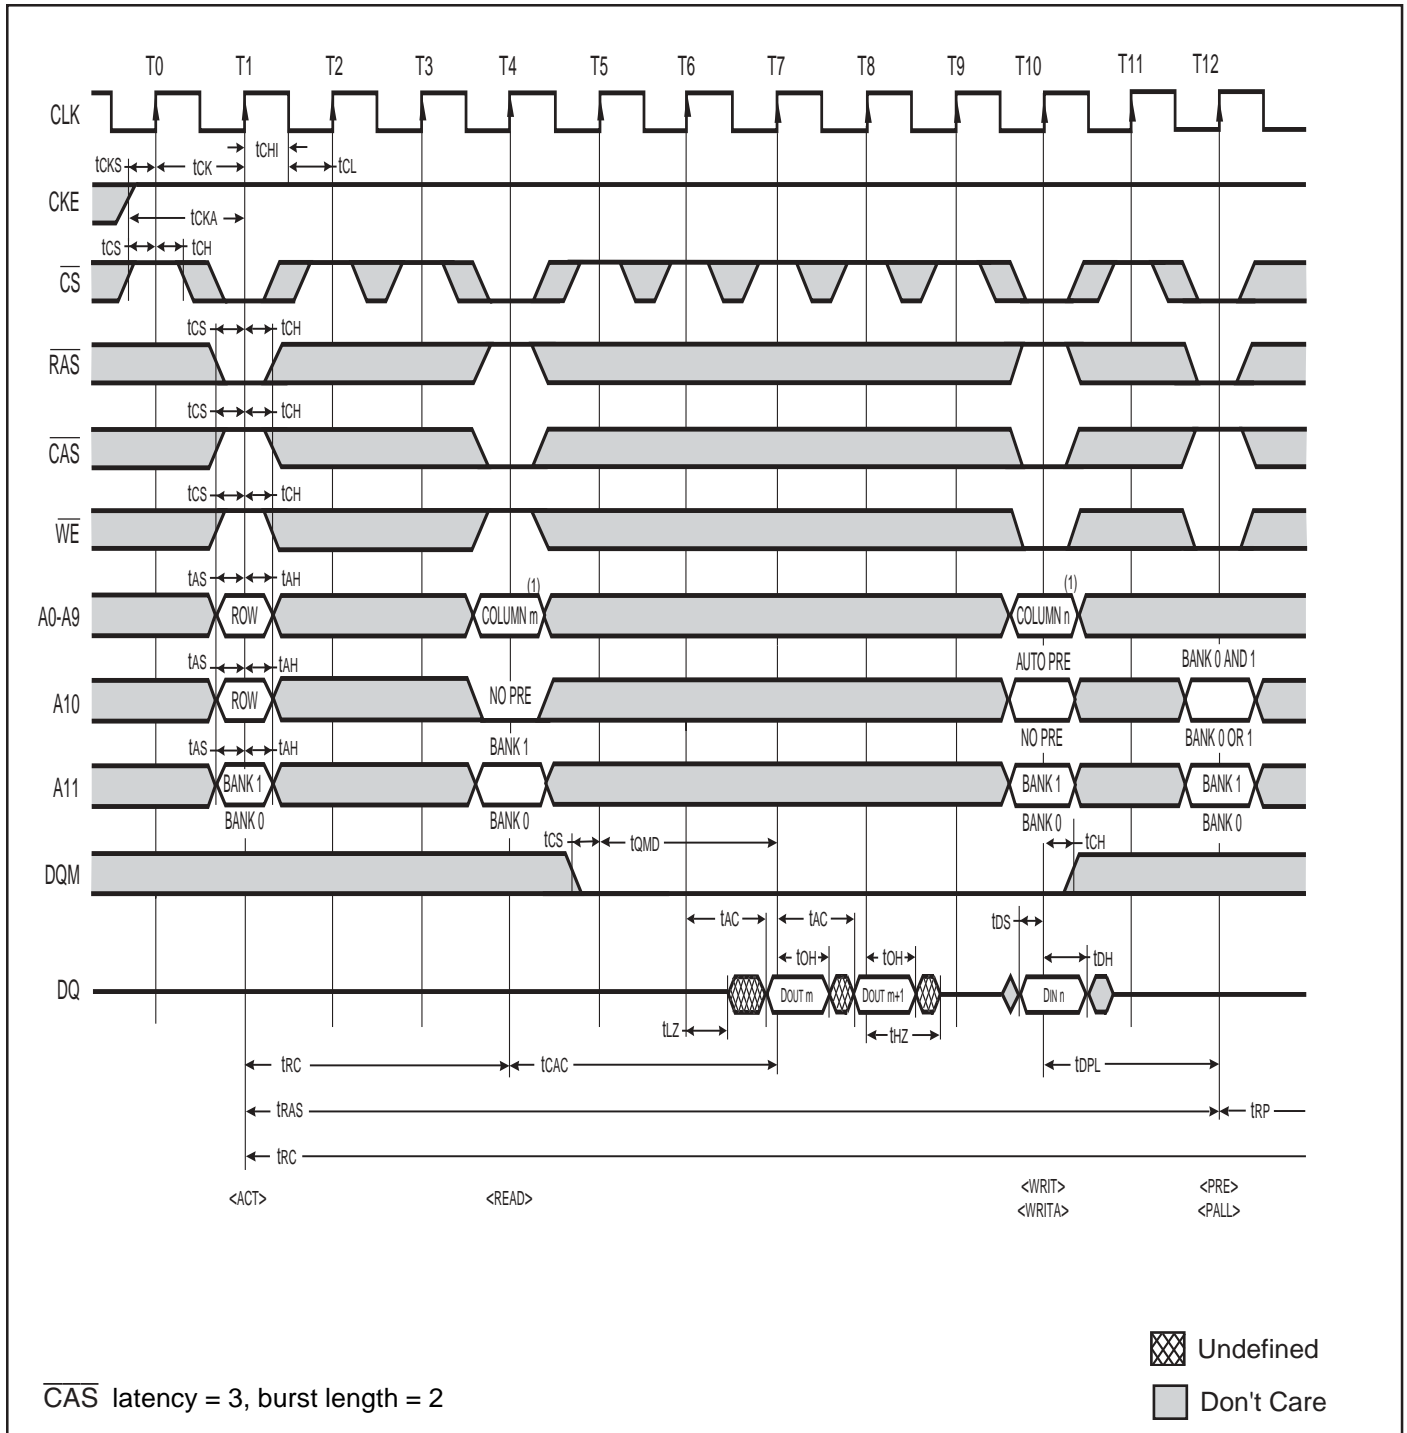 T0 T1 T2 T3 T4 T5 T6 T7 T8 T9 T10 T11 T12
CLK
tCHI
tCKS tCK tCL
CKE
tCKA
tCS tCH
CS
tCS tCH
RAS
tCS tCH
CAS
tCS tCH
WE
tAS tAH (1) (1)
A0-A9 ROW COLUMN m COLUMN n
tAS tAH AUTO PRE BANK 0 AND 1
A10 ROW NO PRE
tAS tAH BANK 1 NO PRE BANK 0 OR 1
A11 BANK 1 BANK 1 BANK 1
BANK 0 BANK 0 BANK 0 BANK 0
tCS tQMD tCH
DQM
tAC tAC tDS
tOH tOH tDH
DQ DOUT m DOUT m+1 DIN n
tLZ tHZ
tRC tCAC tDPL
tRAS tRP
tRC
<ACT> <READ> <WRIT> <PRE>
<WRITA> <PALL>
Undefined
CAS latency = 3, burst length = 2
Don't Care